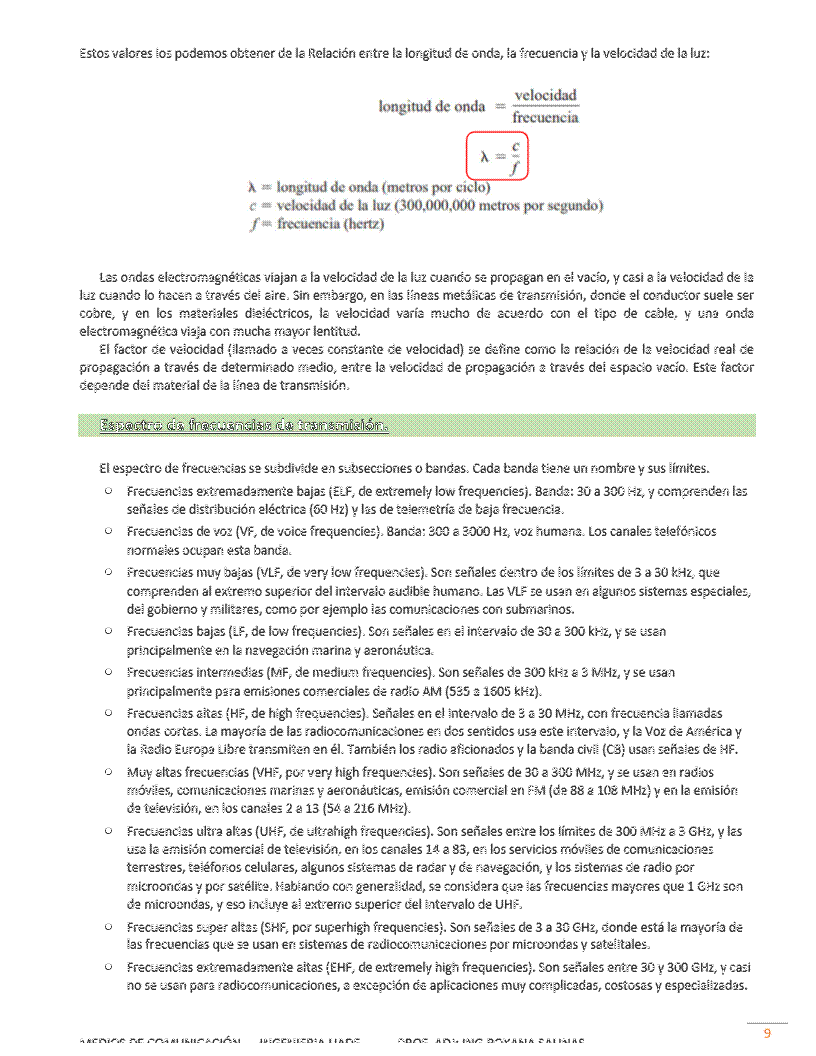 Estos valores los podemos obtener de la Relación entre la longitud de onda, la frecuencia y la velocidad de la luz:
longitud de onda = velocidad / frecuencia
λ = c / f
λ = longitud de onda (metros por ciclo)
c = velocidad de la luz (300,000,000 metros por segundo)
f = frecuencia (hertz)
Las ondas electromagnéticas viajan a la velocidad de la luz cuando se propagan en el vacío, y casi a la velocidad de la
luz cuando lo hacen a través del aire. Sin embargo, en las líneas metálicas de transmisión, donde el conductor suele ser
cobre, y en los materiales dieléctricos, la velocidad varía mucho de acuerdo con el tipo de cable, y una onda
electromagnética viaja con mucha mayor lentitud.
El factor de velocidad (llamado a veces constante de velocidad) se define como la relación de la velocidad real de
propagación a través de determinado medio, entre la velocidad de propagación a través del espacio vacío. Este factor
depende del material de la línea de transmisión.
Espectro de frecuencias de transmisión.
El espectro de frecuencias se subdivide en subsecciones o bandas. Cada banda tiene un nombre y sus límites.
○ Frecuencias extremadamente bajas (ELF, de extremely low frequencies). Banda: 30 a 300 Hz, y comprenden las
señales de distribución eléctrica (60 Hz) y las de telemetría de baja frecuencia.
○ Frecuencias de voz (VF, de voice frequencies). Banda: 300 a 3000 Hz, voz humana. Los canales telefónicos
normales ocupan esta banda.
○ Frecuencias muy bajas (VLF, de very low frequencies). Son señales dentro de los límites de 3 a 30 kHz, que
comprenden al extremo superior del intervalo audible humano. Las VLF se usan en algunos sistemas especiales,
del gobierno y militares, como por ejemplo las comunicaciones con submarinos.
○ Frecuencias bajas (LF, de low frequencies). Son señales en el intervalo de 30 a 300 kHz, y se usan
principalmente en la navegación marina y aeronáutica.
○ Frecuencias intermedias (MF, de medium frequencies). Son señales de 300 kHz a 3 MHz, y se usan
principalmente para emisiones comerciales de radio AM (535 a 1605 kHz).
○ Frecuencias altas (HF, de high frequencies). Señales en el intervalo de 3 a 30 MHz, con frecuencia llamadas
ondas cortas. La mayoría de las radiocomunicaciones en dos sentidos usa este intervalo, y la Voz de América y
la Radio Europa Libre transmiten en él. También los radio aficionados y la banda civil (CB) usan señales de HF.
○ Muy altas frecuencias (VHF, por very high frequencies). Son señales de 30 a 300 MHz, y se usan en radios
móviles, comunicaciones marinas y aeronáuticas, emisión comercial en FM (de 88 a 108 MHz) y en la emisión
de televisión, en los canales 2 a 13 (54 a 216 MHz).
○ Frecuencias ultra altas (UHF, de ultrahigh frequencies). Son señales entre los límites de 300 MHz a 3 GHz, y las
usa la emisión comercial de televisión, en los canales 14 a 83, en los servicios móviles de comunicaciones
terrestres, teléfonos celulares, algunos sistemas de radar y de navegación, y los sistemas de radio por
microondas y por satélite. Hablando con generalidad, se considera que las frecuencias mayores que 1 GHz son
de microondas, y eso incluye al extremo superior del intervalo de UHF.
○ Frecuencias super altas (SHF, por superhigh frequencies). Son señales de 3 a 30 GHz, donde está la mayoría de
las frecuencias que se usan en sistemas de radiocomunicaciones por microondas y satelitales.
○ Frecuencias extremadamente altas (EHF, de extremely high frequencies). Son señales entre 30 y 300 GHz, y casi
no se usan para radiocomunicaciones, a excepción de aplicaciones muy complicadas, costosas y especializadas.
9
MEDIOS DE COMUNICACIÓN INGENIERIA UADE PROF. ADJ: ING ROXANA SALINAS